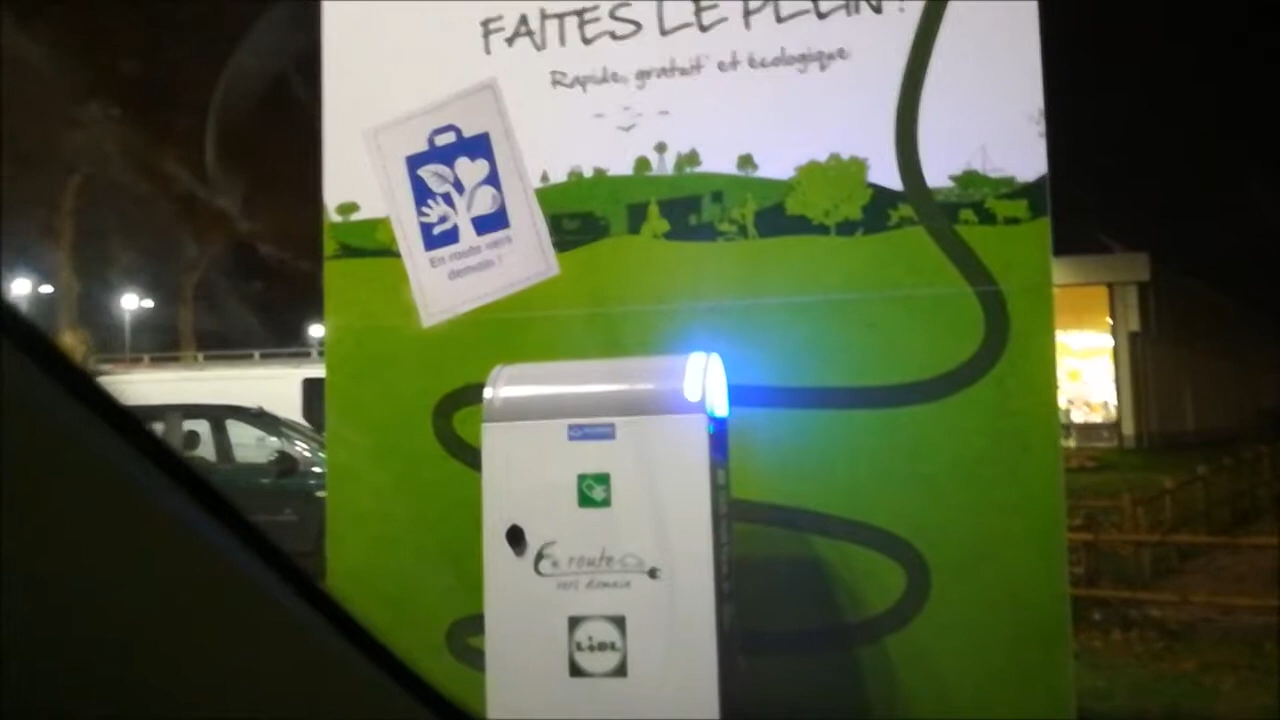 FAITES LE PLEIN !
Rapide, gratuit et écologique
En route vers
demain !
En route
vers demain
LIDL